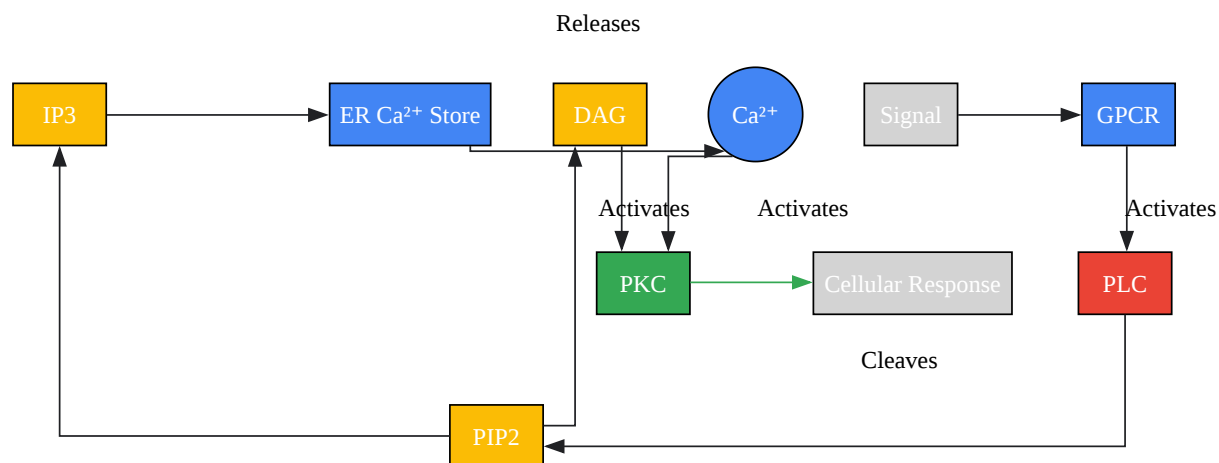 Releases
IP3
ER Ca²⁺ Store
DAG
Ca²⁺
Signal
GPCR
Activates
Activates
Activates
PKC
Cellular Response
PLC
Cleaves
PIP2